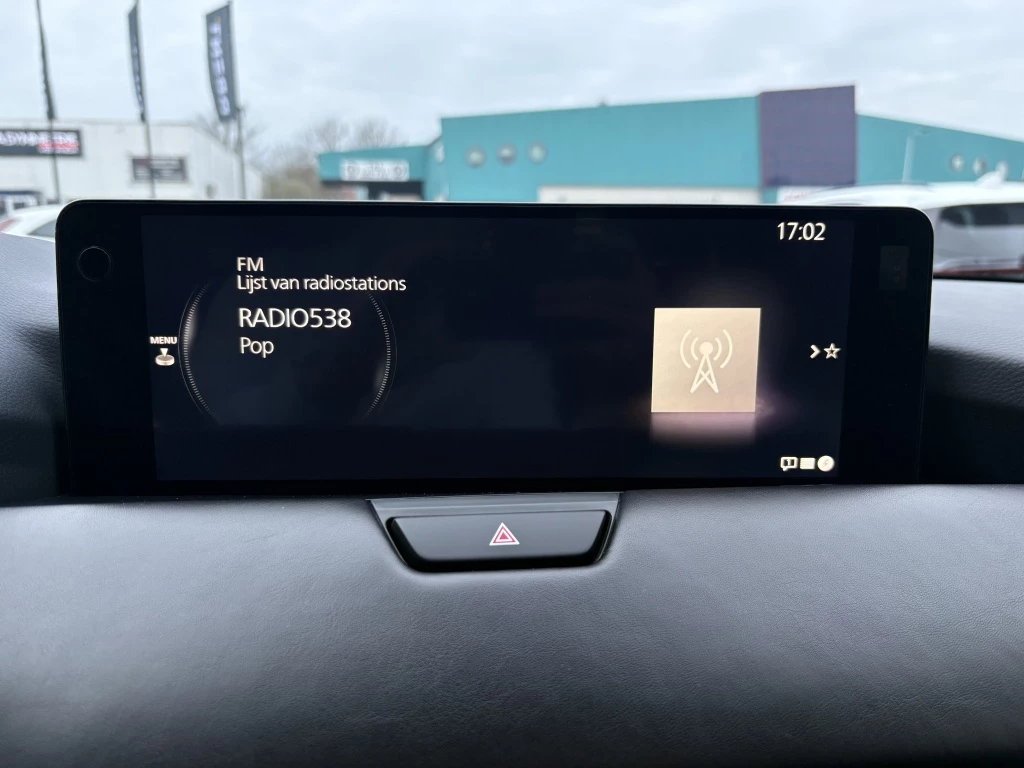 17:02
FM
Lijst van radiostations
RADIO538
Pop
MENU